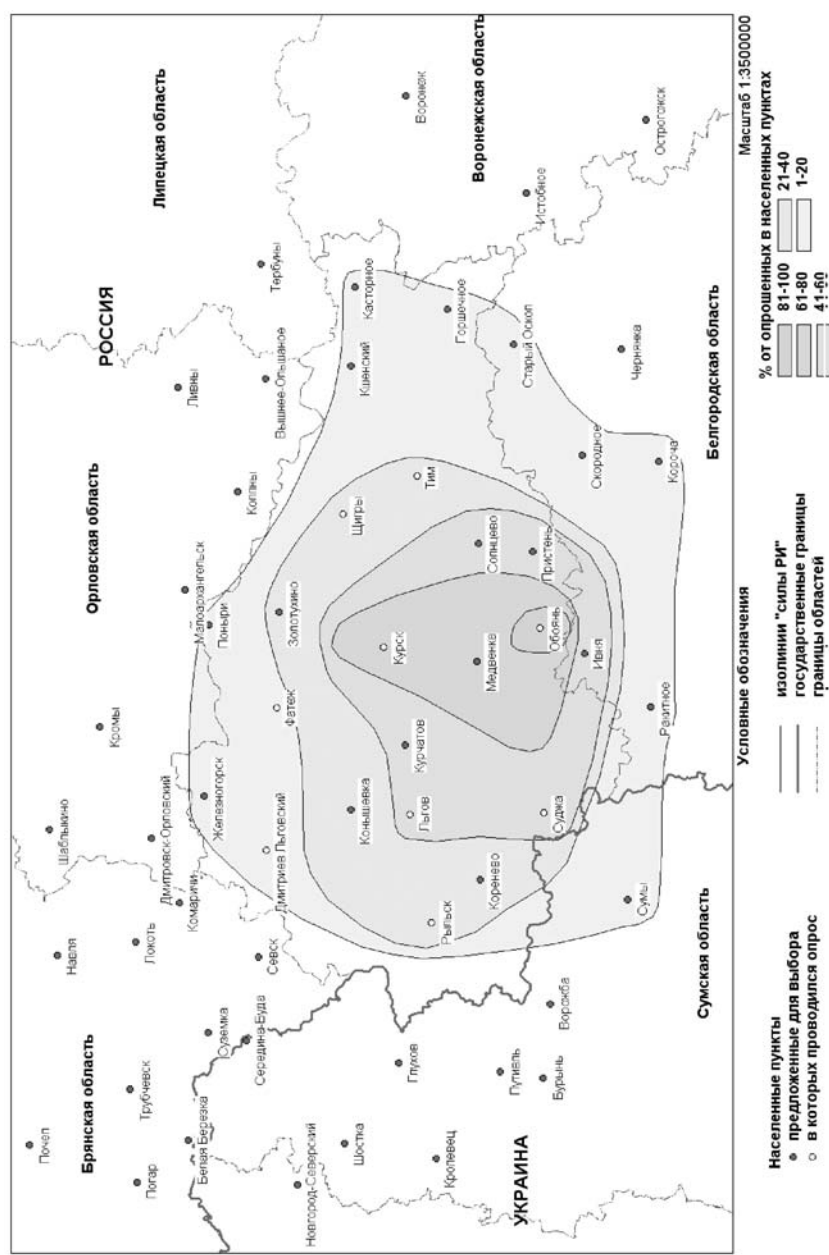 Почеп
Навля
Шаблыкино
Кромы
Брянская область
Трубчевск
Погар
Локоть
Дмитровск-Орловский
Орловская область
Ливны
РОССИЯ
Липецкая область
Белая Березка
Суземка
Комаричи
Железногорск
Малоархангельск
Поныри
Колпны
Середина-Буда
Севск
Дмитриев Льговский
Фатеж
Золотухино
Вышнее-Ольшаное
Тербуны
Новгород-Северский
Шостка
Глухов
Конышевка
Щигры
Кшенский
Касторное
Кролевец
Рыльск
Льгов
Курчатов
Курск
Тим
Горшечное
Воронеж
УКРАИНА
Путивль
Бурынь
Ворожба
Коренево
Суджа
Медвенка
Обоянь
Солнцево
Пристень
Старый Оскол
Истобное
Воронежская область
Ивня
Скородное
Чернянка
Острогожск
Сумы
Ракитное
Короча
Сумская область
Белгородская область
Масштаб 1:3500000
Условные обозначения
Населенные пункты
предложенные для выбора
в которых проводился опрос
изолинии "силы РИ"
государственные границы
границы областей
% от опрошенных в населенных пунктах
81-100
61-80
41-60
21-40
1-20